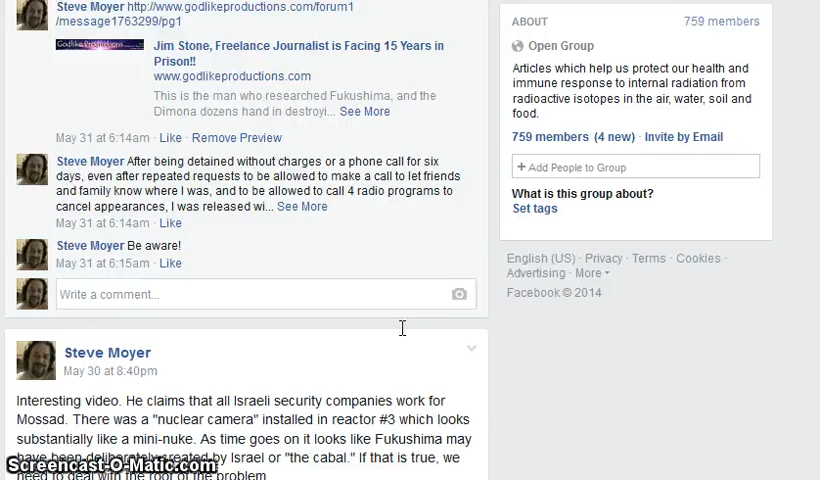 Steve Moyer http://www.godlikeproductions.com/forum1
/message1763299/pg1
Jim Stone, Freelance Journalist is Facing 15 Years in
Prison!!
www.godlikeproductions.com
This is the man who researched Fukushima, and the
Dimona dozens hand in destroyi... See More
May 31 at 6:14am · Like · Remove Preview
Steve Moyer After being detained without charges or a phone call for six
days, even after repeated requests to be allowed to make a call to let friends
and family know where I was, and to be allowed to call 4 radio programs to
cancel appearances, I was released wi... See More
May 31 at 6:14am · Like
Steve Moyer Be aware!
May 31 at 6:15am · Like
Write a comment...
Steve Moyer
May 30 at 8:40pm
Interesting video. He claims that all Israeli security companies work for
Mossad. There was a "nuclear camera" installed in reactor #3 which looks
substantially like a mini-nuke. As time goes on it looks like Fukushima may
have been deliberately created by Israel or "the cabal." If that is true, we
need to deal with the root of the problem
Screencast-O-Matic.com
ABOUT
759 members
Open Group
Articles which help us protect our health and
immune response to internal radiation from
radioactive isotopes in the air, water, soil and
food.
759 members (4 new) · Invite by Email
+ Add People to Group
What is this group about?
Set tags
English (US) · Privacy · Terms · Cookies ·
Advertising · More
Facebook © 2014